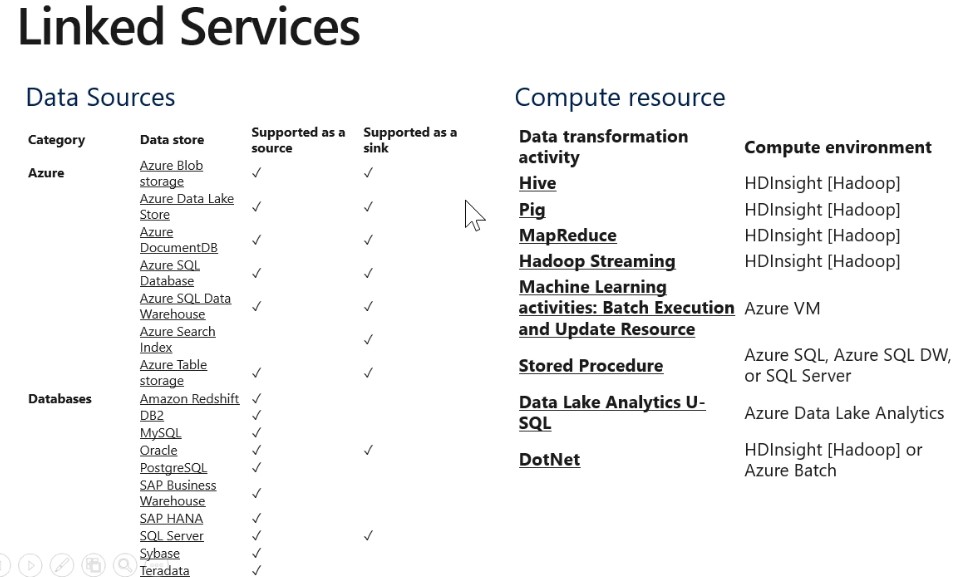 Linked Services
Data Sources
Category Data store Supported as a source Supported as a sink
Azure Azure Blob storage ✓ ✓
Azure Data Lake Store ✓ ✓
Azure DocumentDB ✓ ✓
Azure SQL Database ✓ ✓
Azure SQL Data Warehouse ✓ ✓
Azure Search Index ✓
Azure Table storage ✓ ✓
Databases Amazon Redshift ✓
DB2 ✓
MySQL ✓
Oracle ✓ ✓
PostgreSQL ✓
SAP Business Warehouse ✓
SAP HANA ✓
SQL Server ✓ ✓
Sybase ✓
Teradata ✓
Compute resource
Data transformation activity Compute environment
Hive HDInsight [Hadoop]
Pig HDInsight [Hadoop]
MapReduce HDInsight [Hadoop]
Hadoop Streaming HDInsight [Hadoop]
Machine Learning activities: Batch Execution and Update Resource Azure VM
Stored Procedure Azure SQL, Azure SQL DW, or SQL Server
Data Lake Analytics U-SQL Azure Data Lake Analytics
DotNet HDInsight [Hadoop] or Azure Batch